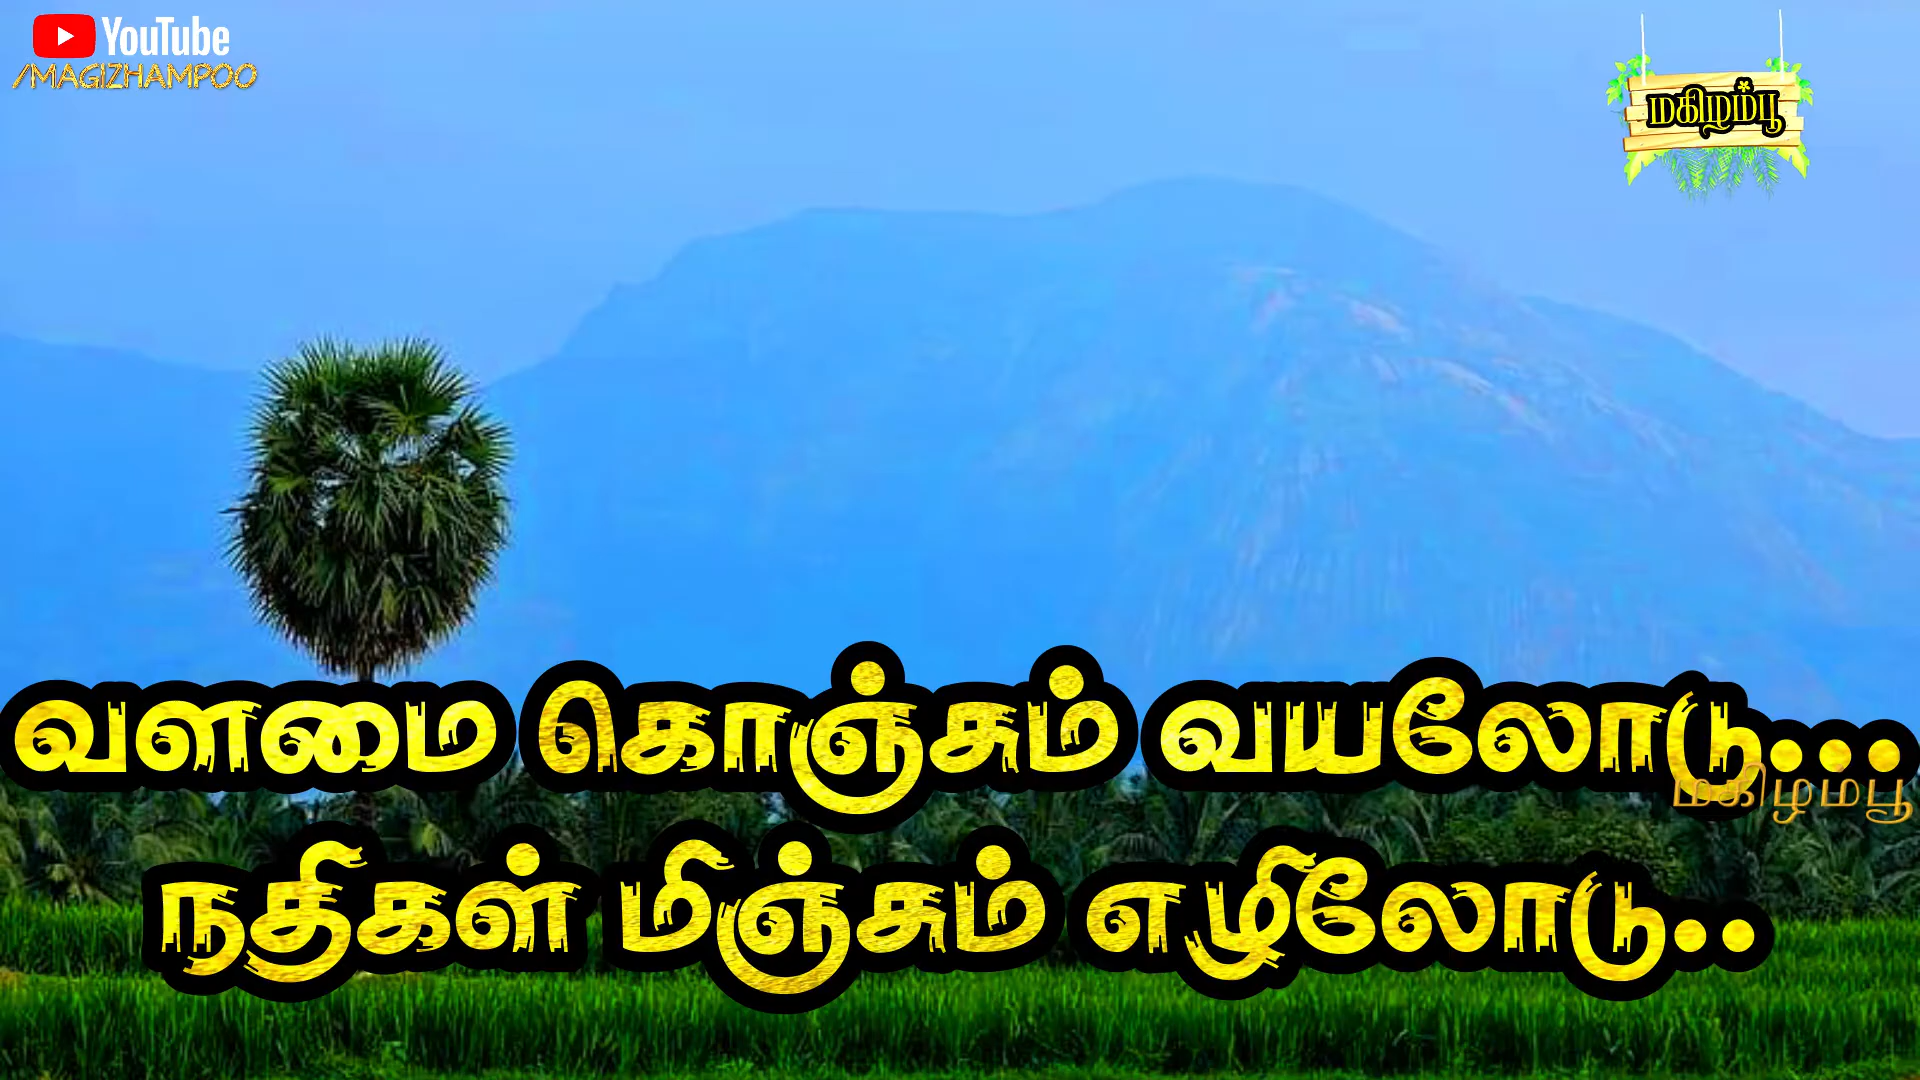 YouTube
/MAGIZHAMPOO
மகிழம்பூ
வளமை கொஞ்சும் வயலோடு...
மகிழம்பூ
நதிகள் மிஞ்சும் எழிலோடு..